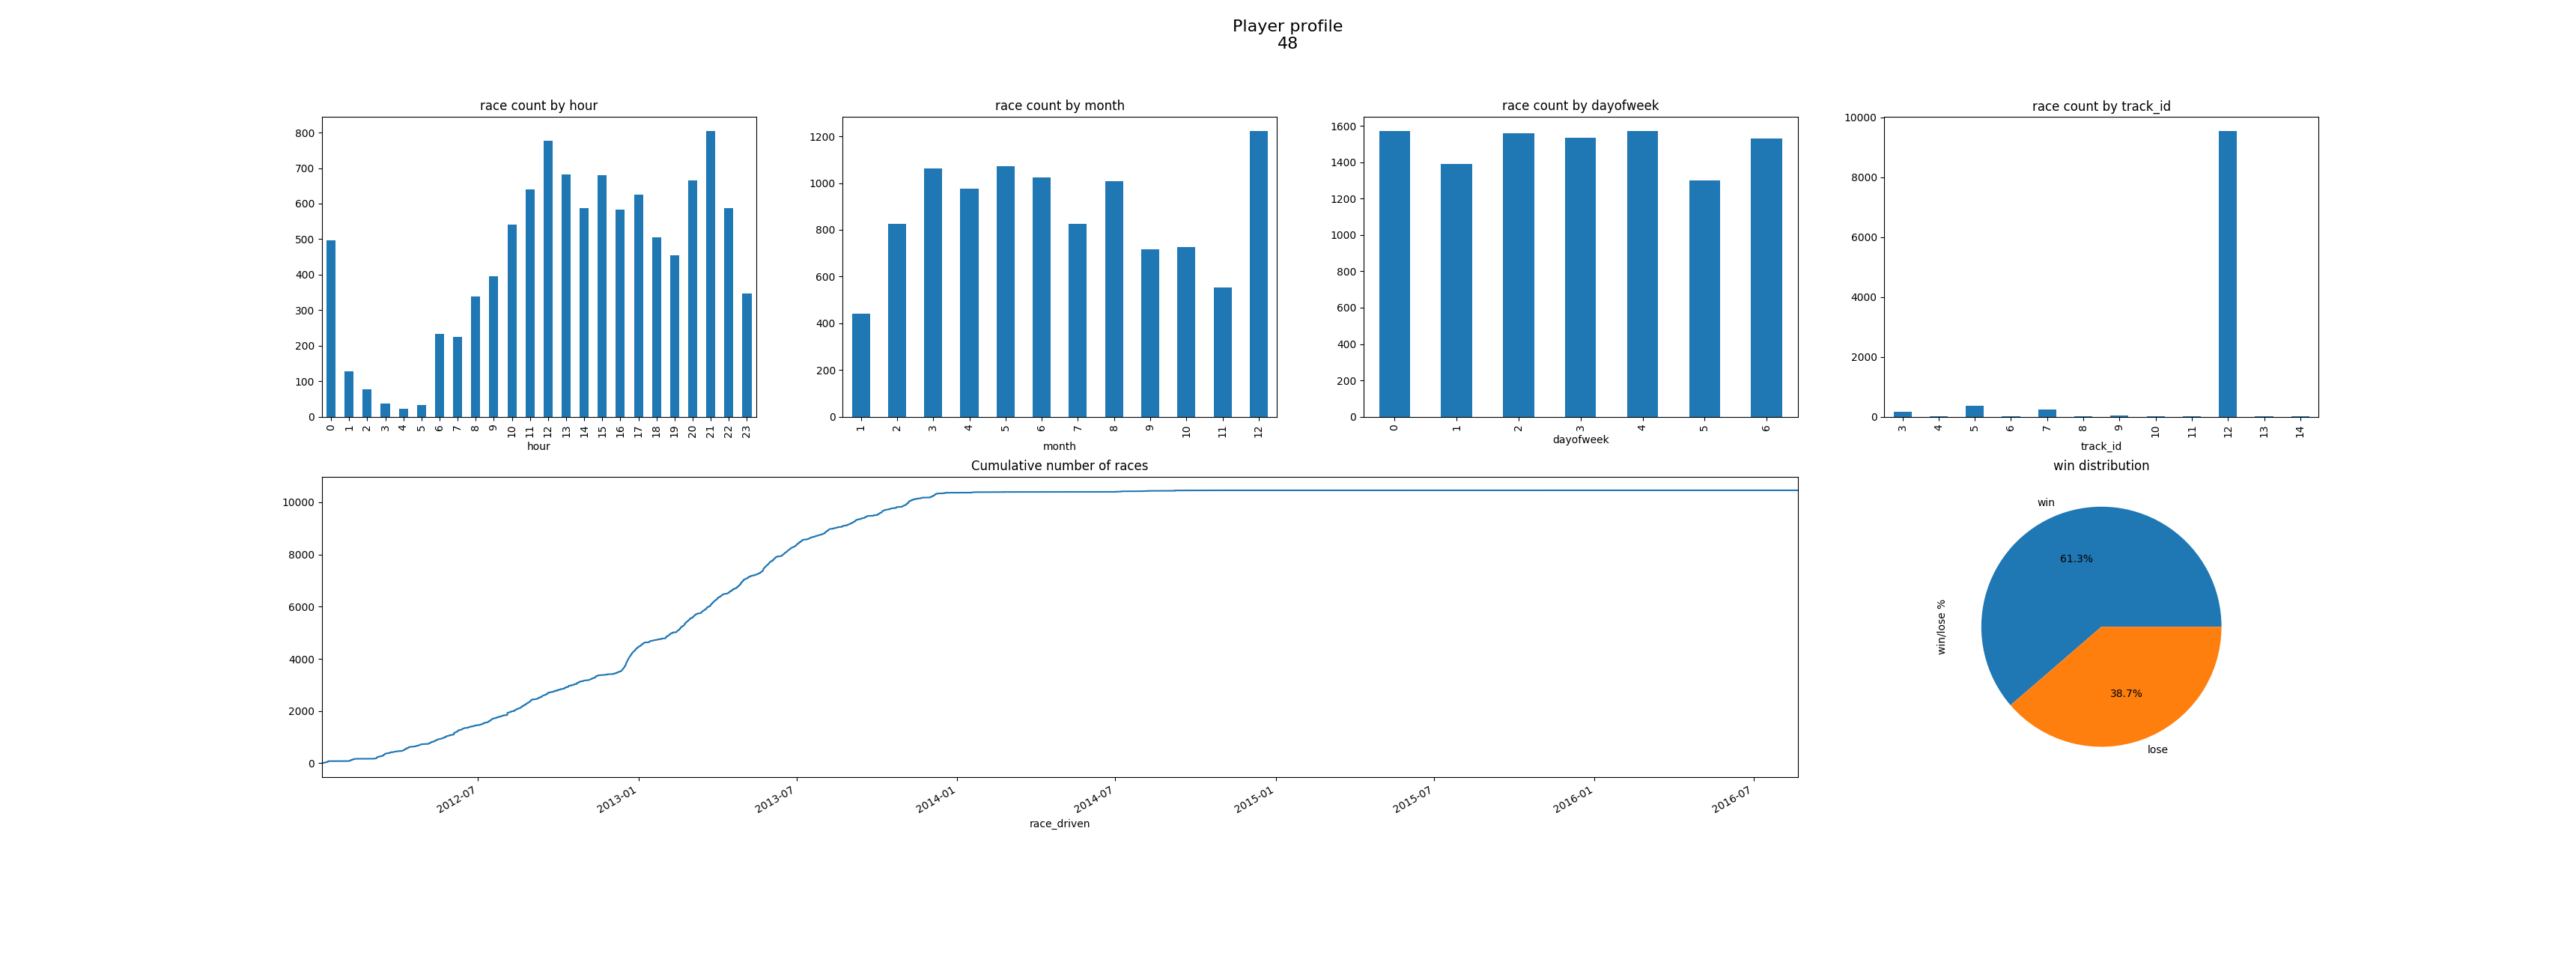 Player profile
48
race count by hour
800
700
600
500
400
300
200
100
0
0 1 2 3 4 5 6 7 8 9 10 11 12 13 14 15 16 17 18 19 20 21 22 23
hour
race count by month
1200
1000
800
600
400
200
0
1 2 3 4 5 6 7 8 9 10 11 12
month
race count by dayofweek
1600
1400
1200
1000
800
600
400
200
0
0 1 2 3 4 5 6
dayofweek
race count by track_id
10000
8000
6000
4000
2000
0
3 4 5 6 7 8 9 10 11 12 13 14
track_id
Cumulative number of races
10000
8000
6000
4000
2000
0
2012-07 2013-01 2013-07 2014-01 2014-07 2015-01 2015-07 2016-01 2016-07
race_driven
win distribution
win
61.3%
win/lose %
38.7%
lose